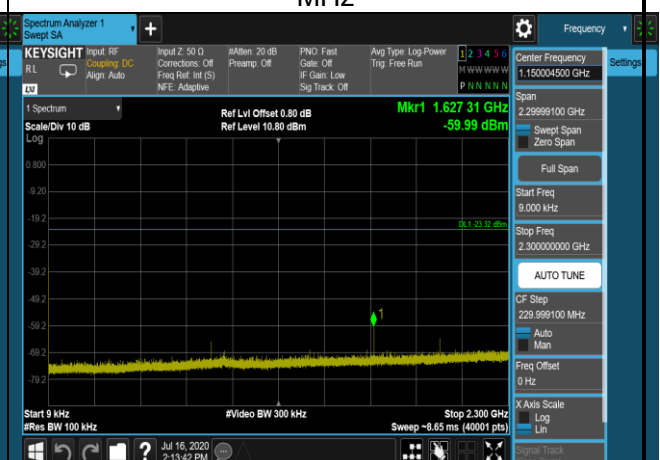 MHz
Spectrum Analyzer 1
Swept SA
+
Frequency
Settings
KEYSIGHT
RL
LXI
Input: RF
Coupling: DC
Align: Auto
Input Z: 50 Ω
Corrections: Off
Freq Ref: Int (S)
NFE: Adaptive
#Atten: 20 dB
Preamp: Off
PNO: Fast
Gate: Off
IF Gain: Low
Sig Track: Off
Avg Type: Log-Power
Trig: Free Run
1 2 3 4 5 6
M W W W W W
P N N N N N
1 Spectrum
Scale/Div 10 dB
Log
Ref Lvl Offset 0.80 dB
Ref Level 10.80 dBm
Mkr1 1.627 31 GHz
-59.99 dBm
0.800
-9.20
-19.2
DL1 -23.32 dBm
-29.2
-39.2
-49.2
1
-59.2
-69.2
-79.2
Start 9 kHz
#Res BW 100 kHz
#Video BW 300 kHz
Stop 2.300 GHz
Sweep ~8.65 ms (40001 pts)
Jul 16, 2020
2:13:42 PM
?
Center Frequency
1.150004500 GHz
Span
2.29999100 GHz
Swept Span
Zero Span
Full Span
Start Freq
9.000 kHz
Stop Freq
2.300000000 GHz
AUTO TUNE
CF Step
229.999100 MHz
Auto
Man
Freq Offset
0 Hz
X Axis Scale
Log
Lin
Signal Track